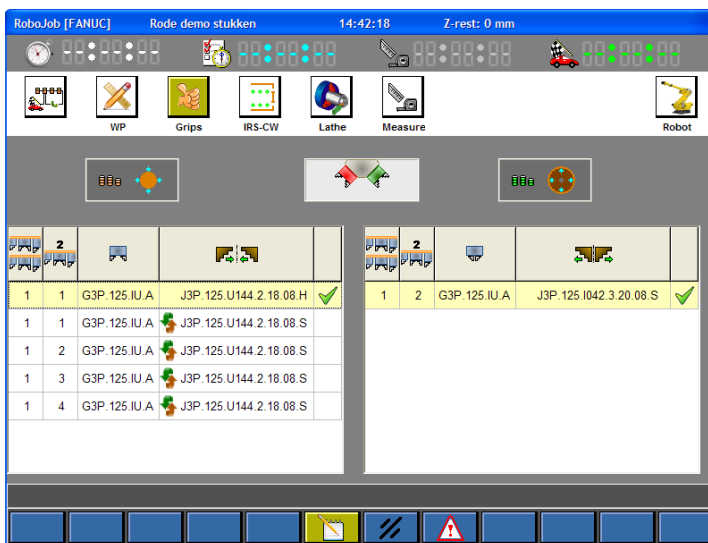 RoboJob [FANUC] Rode demo stukken 14:42:18 Z-rest: 0 mm
WP Grips IRS-CW Lathe Measure Robot
2 2
1 1 G3P.125.IU.A J3P.125.U144.2.18.08.H 1 2 G3P.125.IU.A J3P.125.I042.3.20.08.S
1 1 G3P.125.IU.A J3P.125.U144.2.18.08.S
1 2 G3P.125.IU.A J3P.125.U144.2.18.08.S
1 3 G3P.125.IU.A J3P.125.U144.2.18.08.S
1 4 G3P.125.IU.A J3P.125.U144.2.18.08.S